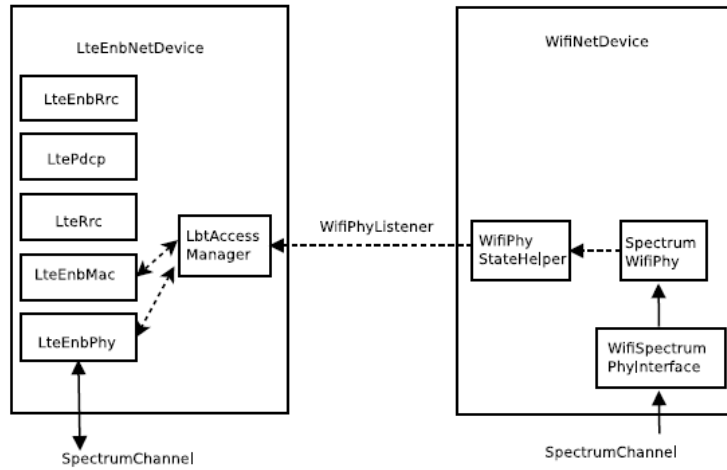 LteEnbNetDevice
LteEnbRrc
LtePdcp
LteRrc
LteEnbMac
LteEnbPhy
LbtAccess
Manager
SpectrumChannel
WifiPhyListener
WifiNetDevice
WifiPhy
StateHelper
Spectrum
WifiPhy
WifiSpectrum
PhyInterface
SpectrumChannel